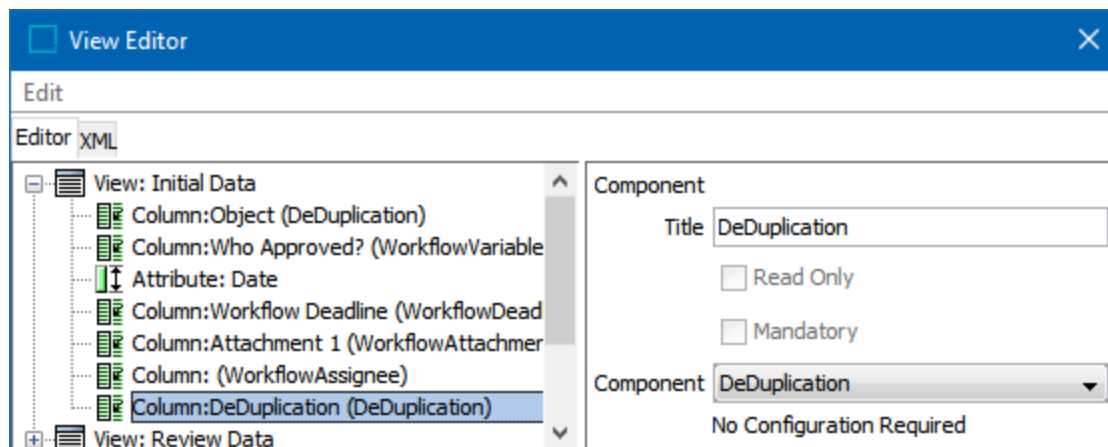 View Editor
Edit
Editor XML
View: Initial Data
Column:Object (DeDuplication)
Column:Who Approved? (WorkflowVariable
Attribute: Date
Column:Workflow Deadline (WorkflowDead
Column:Attachment 1 (WorkflowAttachmen
Column: (WorkflowAssignee)
Column:DeDuplication (DeDuplication)
View: Review Data
Component
Title DeDuplication
Read Only
Mandatory
Component DeDuplication
No Configuration Required